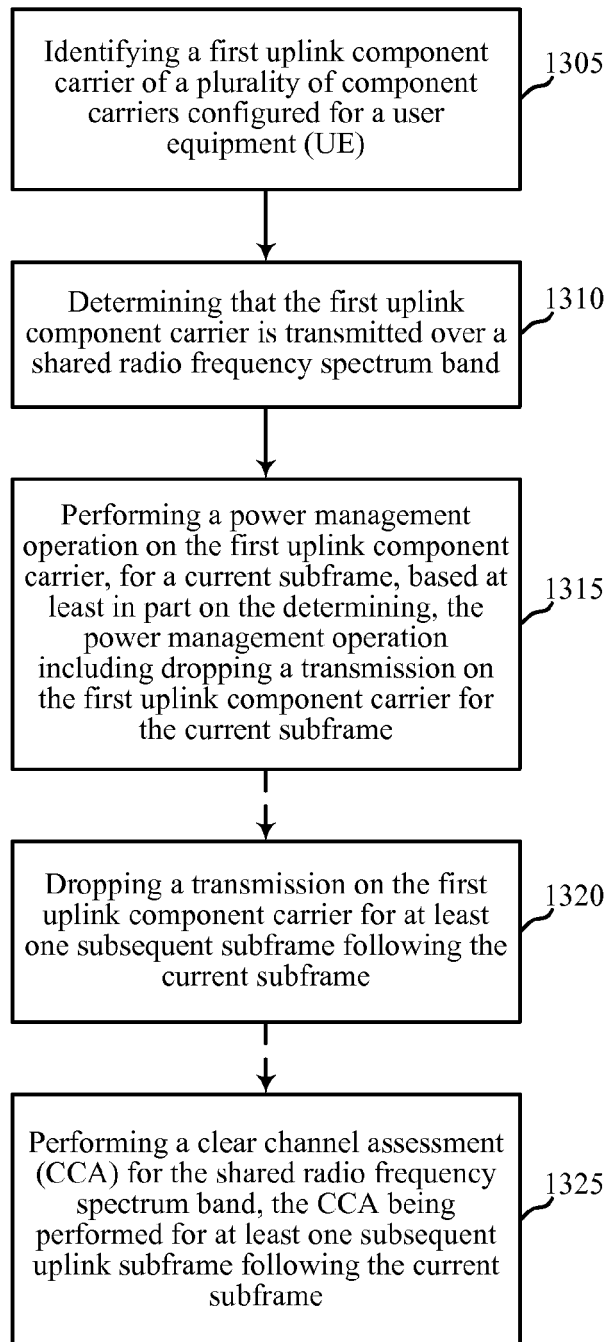 Identifying a first uplink component
carrier of a plurality of component
carriers configured for a user
equipment (UE)
1305
Determining that the first uplink
component carrier is transmitted over a
shared radio frequency spectrum band
1310
Performing a power management
operation on the first uplink component
carrier, for a current subframe, based at
least in part on the determining, the
power management operation
including dropping a transmission on
the first uplink component carrier for
the current subframe
1315
Dropping a transmission on the first
uplink component carrier for at least
one subsequent subframe following the
current subframe
1320
Performing a clear channel assessment
(CCA) for the shared radio frequency
spectrum band, the CCA being
performed for at least one subsequent
uplink subframe following the current
subframe
1325